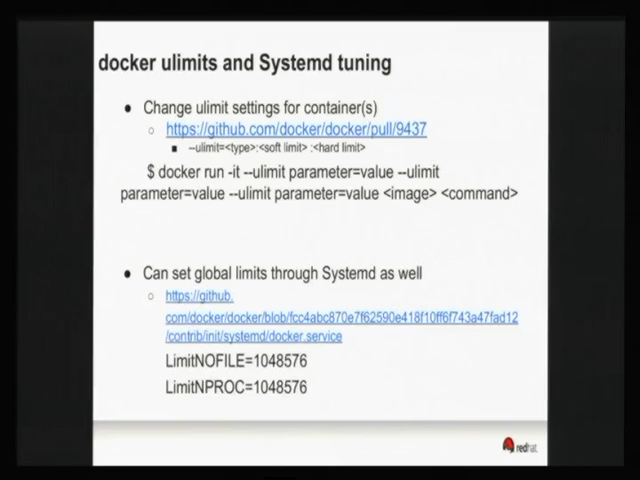 docker ulimits and Systemd tuning
● Change ulimit settings for container(s)
○ https://github.com/docker/docker/pull/9437
■ --ulimit=<type>:<soft limit> :<hard limit>
$ docker run -it --ulimit parameter=value --ulimit
parameter=value --ulimit parameter=value <image> <command>
● Can set global limits through Systemd as well
○ https://github.
com/docker/docker/blob/fcc4abc870e7f62590e418f10ff6f743a47fad12
/contrib/init/systemd/docker.service
LimitNOFILE=1048576
LimitNPROC=1048576
redhat